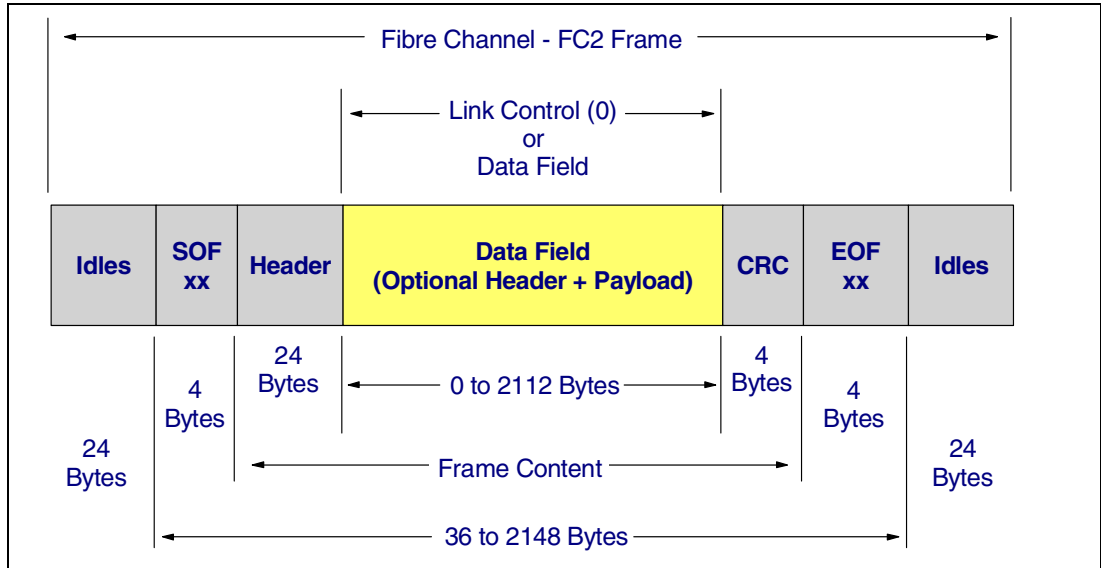 Fibre Channel - FC2 Frame
Link Control (0)
or
Data Field
Idles
SOF
xx
Header
Data Field
(Optional Header + Payload)
CRC
EOF
xx
Idles
24
Bytes
4
Bytes
24
Bytes
0 to 2112 Bytes
4
Bytes
4
Bytes
24
Bytes
Frame Content
36 to 2148 Bytes